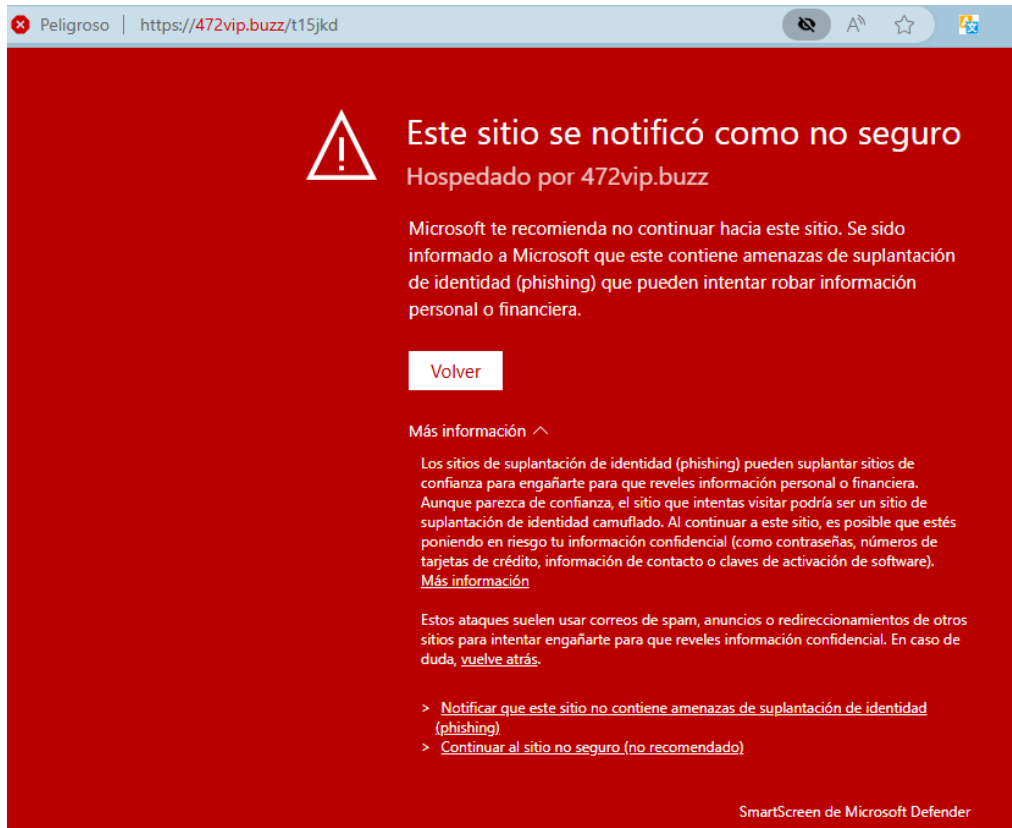 Peligroso | https://472vip.buzz/t15jkd
Este sitio se notificó como no seguro
Hospedado por 472vip.buzz
Microsoft te recomienda no continuar hacia este sitio. Se sido
informado a Microsoft que este contiene amenazas de suplantación
de identidad (phishing) que pueden intentar robar información
personal o financiera.
Volver
Más información
Los sitios de suplantación de identidad (phishing) pueden suplantar sitios de
confianza para engañarte para que reveles información personal o financiera.
Aunque parezca de confianza, el sitio que intentas visitar podría ser un sitio de
suplantación de identidad camuflado. Al continuar a este sitio, es posible que estés
poniendo en riesgo tu información confidencial (como contraseñas, números de
tarjetas de crédito, información de contacto o claves de activación de software).
Más información
Estos ataques suelen usar correos de spam, anuncios o redireccionamientos de otros
sitios para intentar engañarte para que reveles información confidencial. En caso de
duda, vuelve atrás.
> Notificar que este sitio no contiene amenazas de suplantación de identidad
(phishing)
> Continuar al sitio no seguro (no recomendado)
SmartScreen de Microsoft Defender